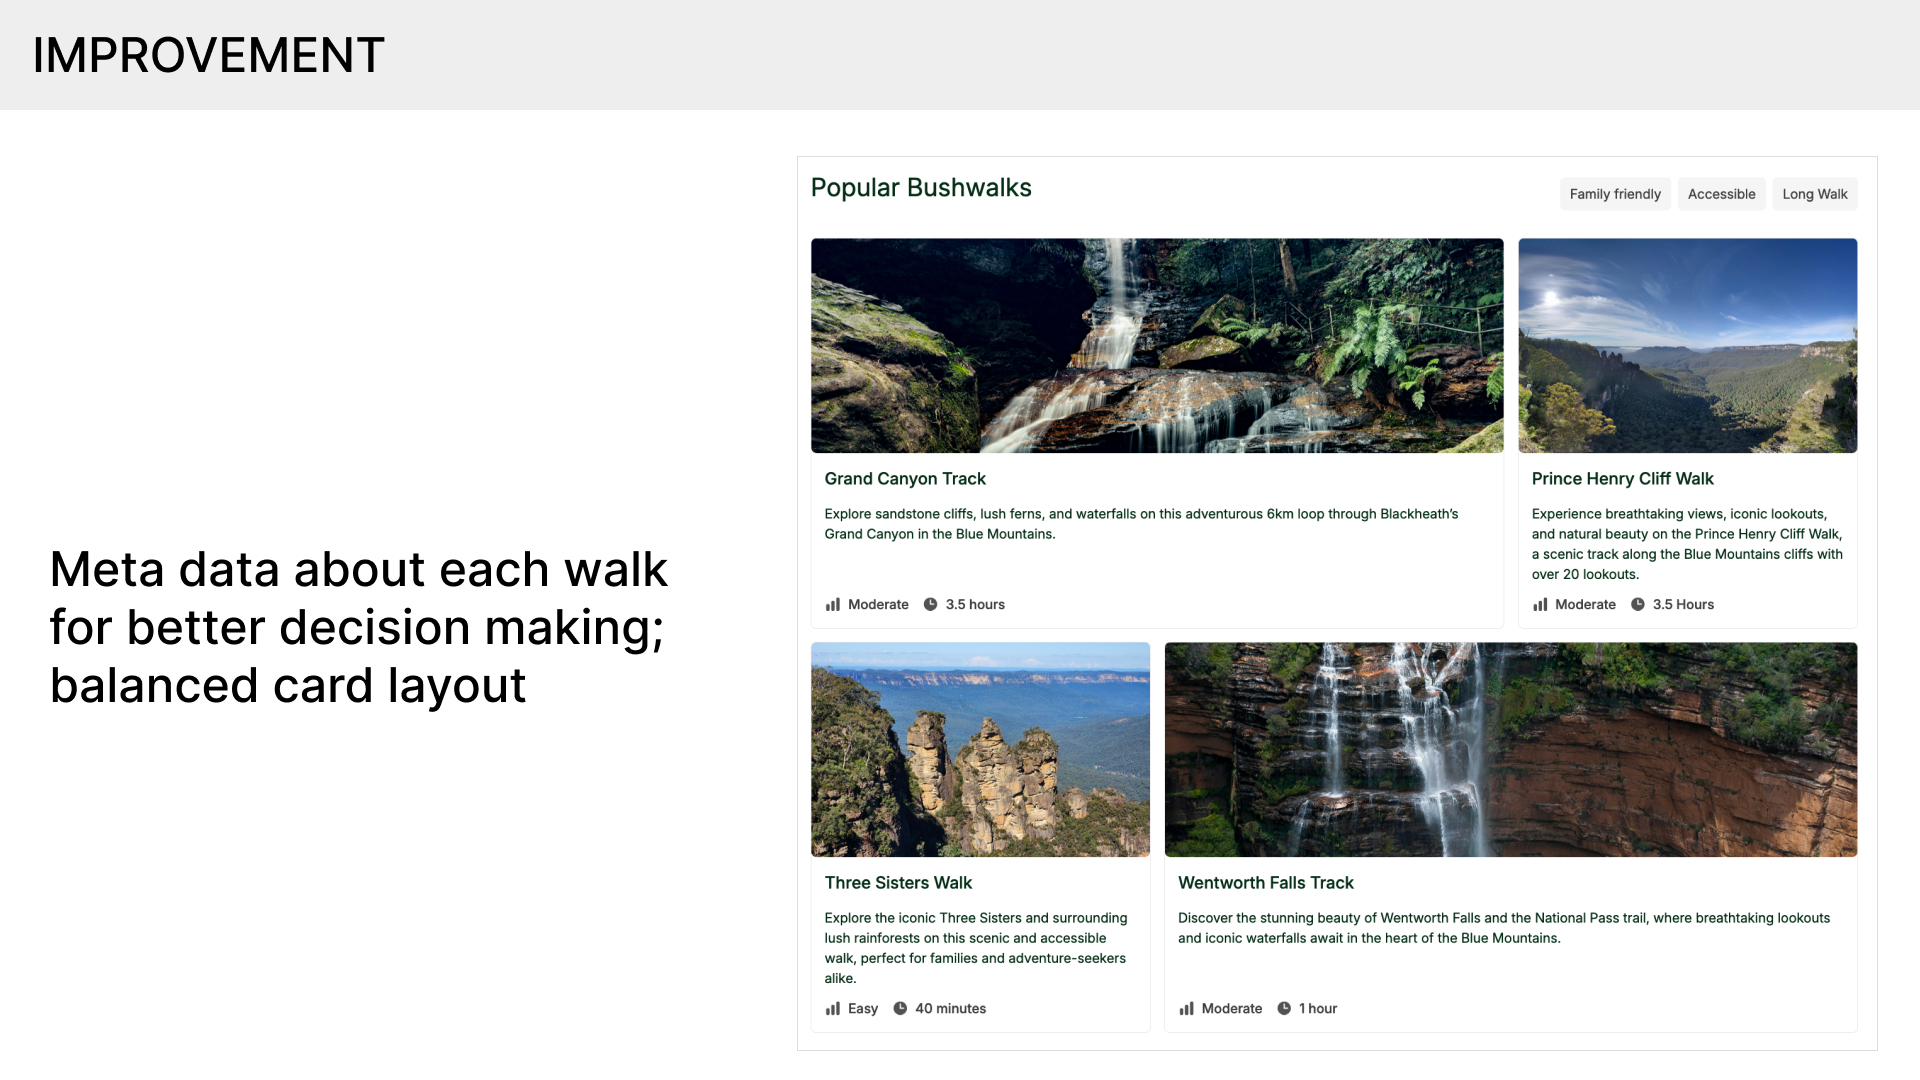 IMPROVEMENT
Meta data about each walk
for better decision making;
balanced card layout
Popular Bushwalks
Family friendly
Accessible
Long Walk
Grand Canyon Track
Explore sandstone cliffs, lush ferns, and waterfalls on this adventurous 6km loop through Blackheath’s
Grand Canyon in the Blue Mountains.
Moderate
3.5 hours
Prince Henry Cliff Walk
Experience breathtaking views, iconic lookouts,
and natural beauty on the Prince Henry Cliff Walk,
a scenic track along the Blue Mountains cliffs with
over 20 lookouts.
Moderate
3.5 Hours
Three Sisters Walk
Explore the iconic Three Sisters and surrounding
lush rainforests on this scenic and accessible
walk, perfect for families and adventure-seekers
alike.
Easy
40 minutes
Wentworth Falls Track
Discover the stunning beauty of Wentworth Falls and the National Pass trail, where breathtaking lookouts
and iconic waterfalls await in the heart of the Blue Mountains.
Moderate
1 hour